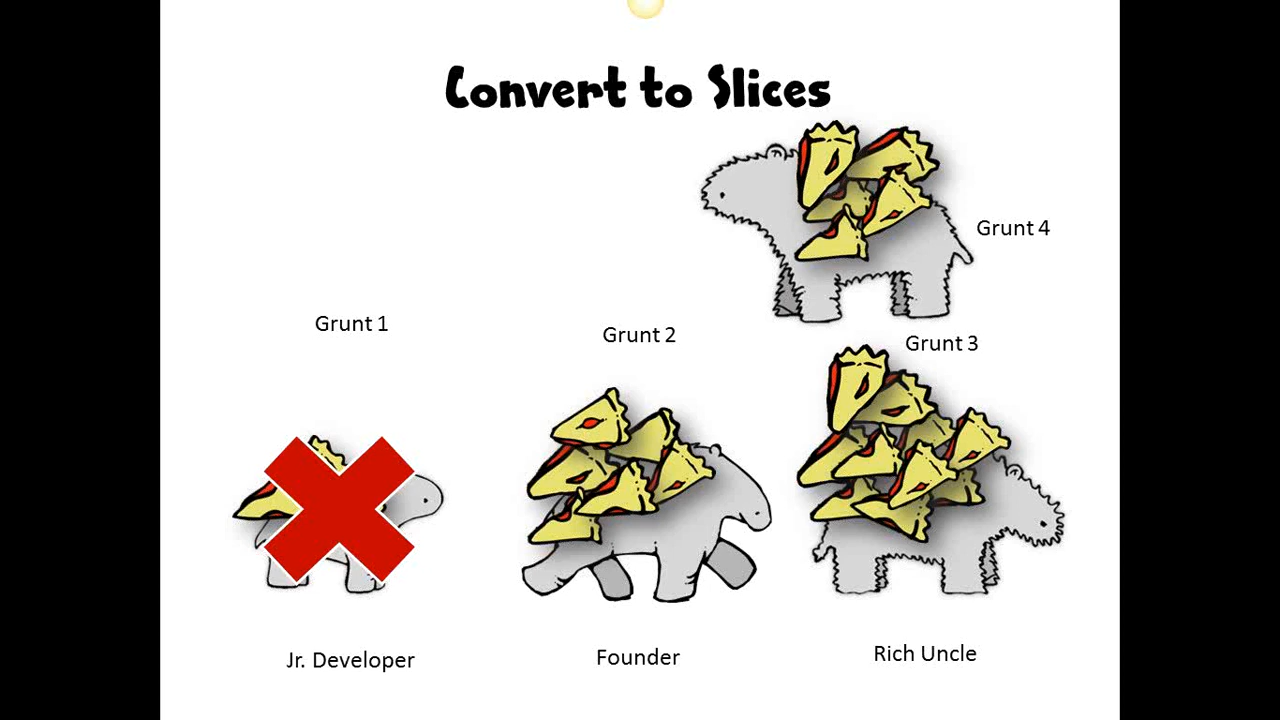 Convert to Slices
Grunt 4
Grunt 1
Grunt 2
Grunt 3
Jr. Developer
Founder
Rich Uncle